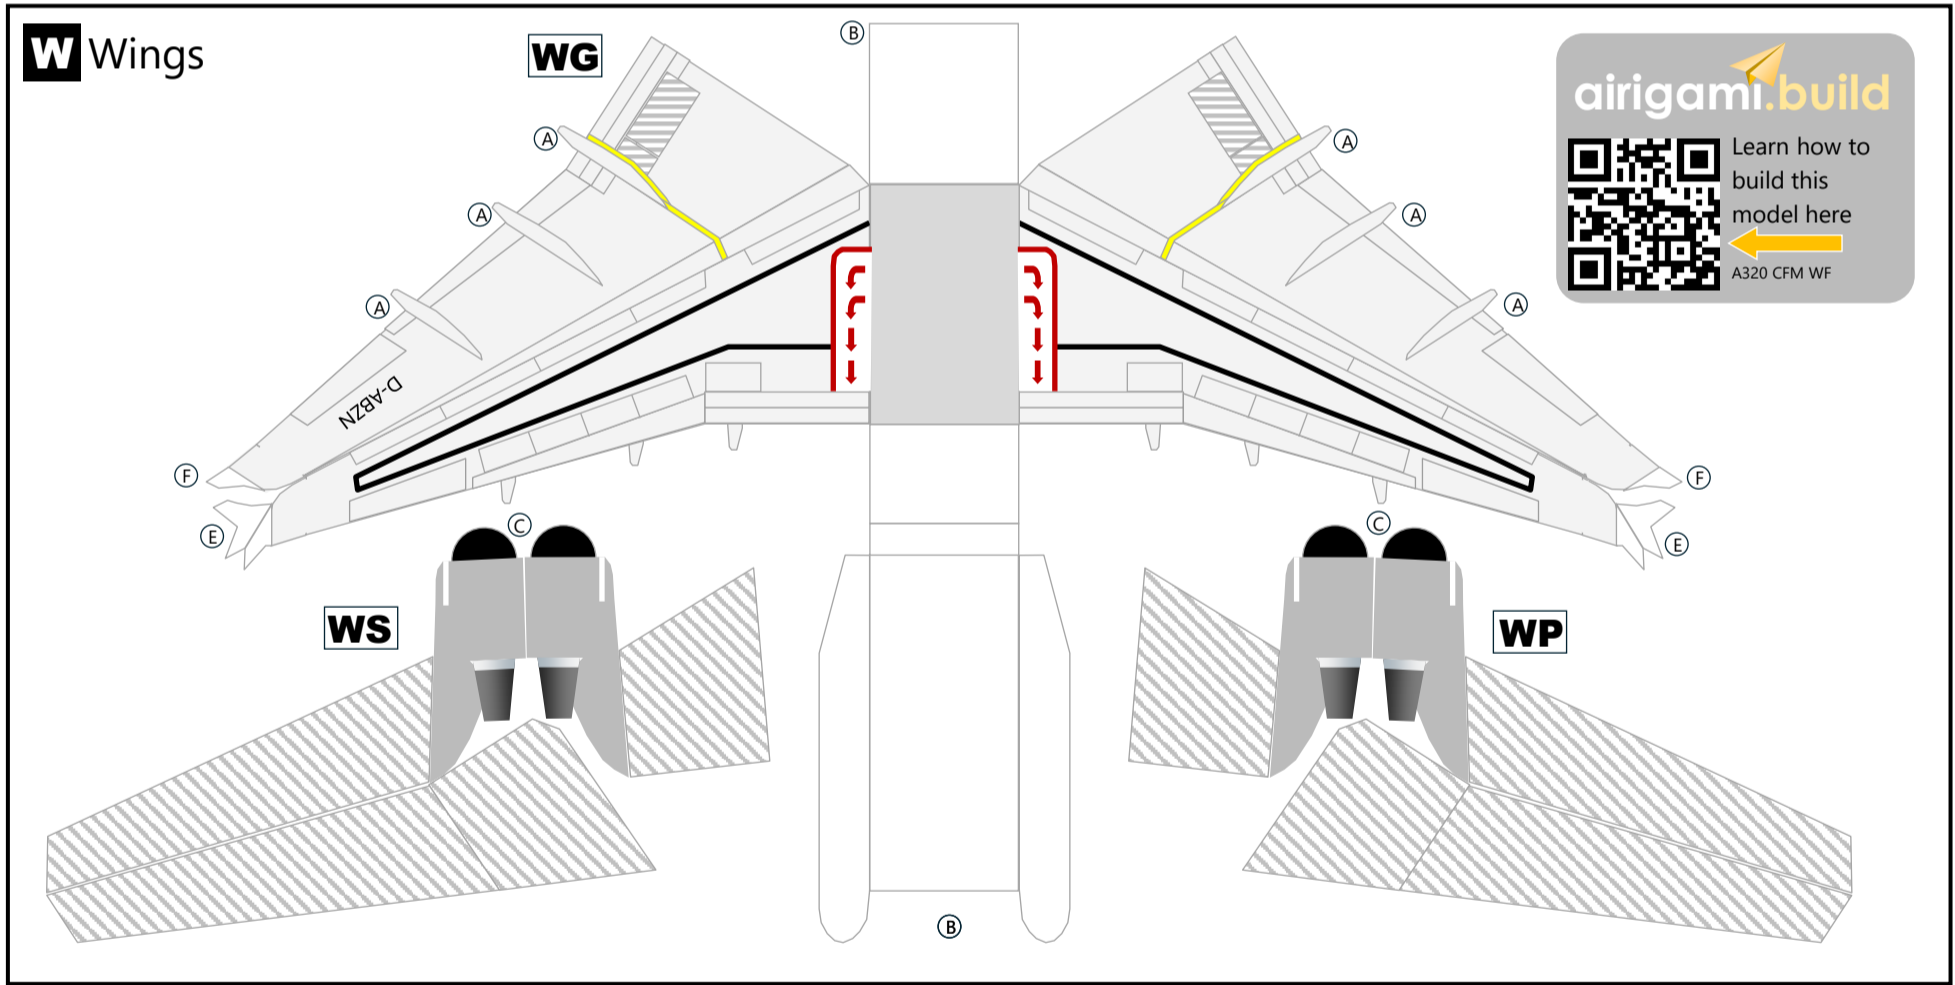 W Wings
WG
B
airigami.build
Learn how to
build this
model here
A320 CFM WF
A
A
A
A
A
A
D-ABZN
F
F
E
E
C
C
WS
WP
B